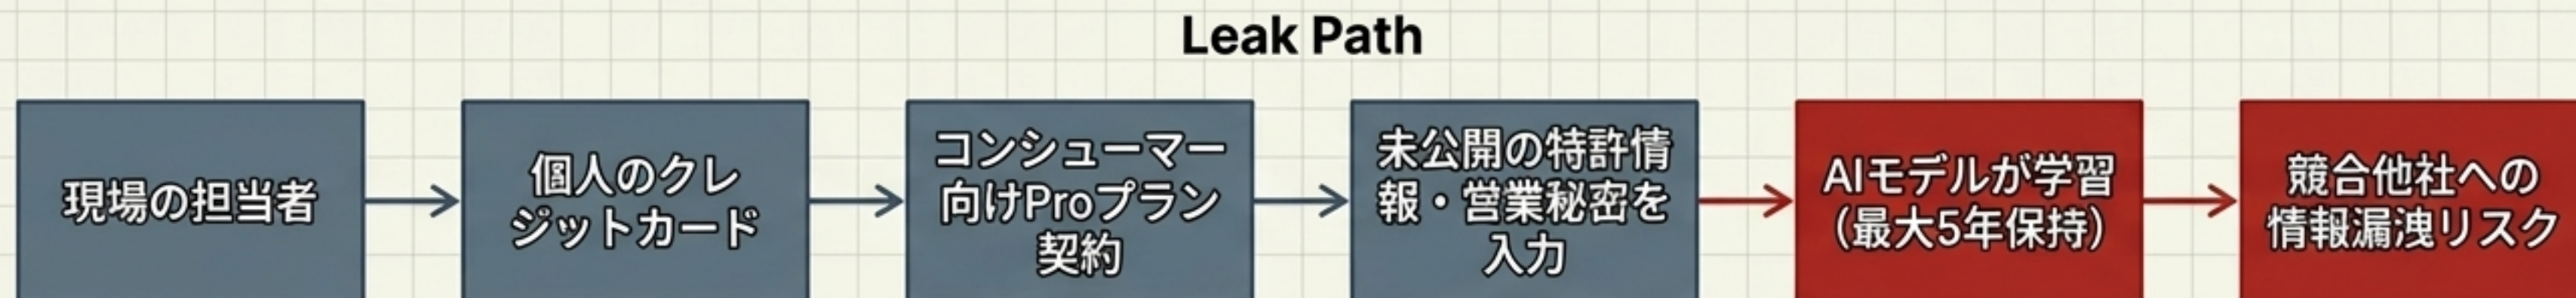 Leak Path
現場の担当者
個人のクレ
ジットカード
コンシューマー
向けProプラン
契約
未公開の特許情
報・営業秘密を
入力
AIモデルが学習
（最大5年保持）
競合他社への
情報漏洩リスク